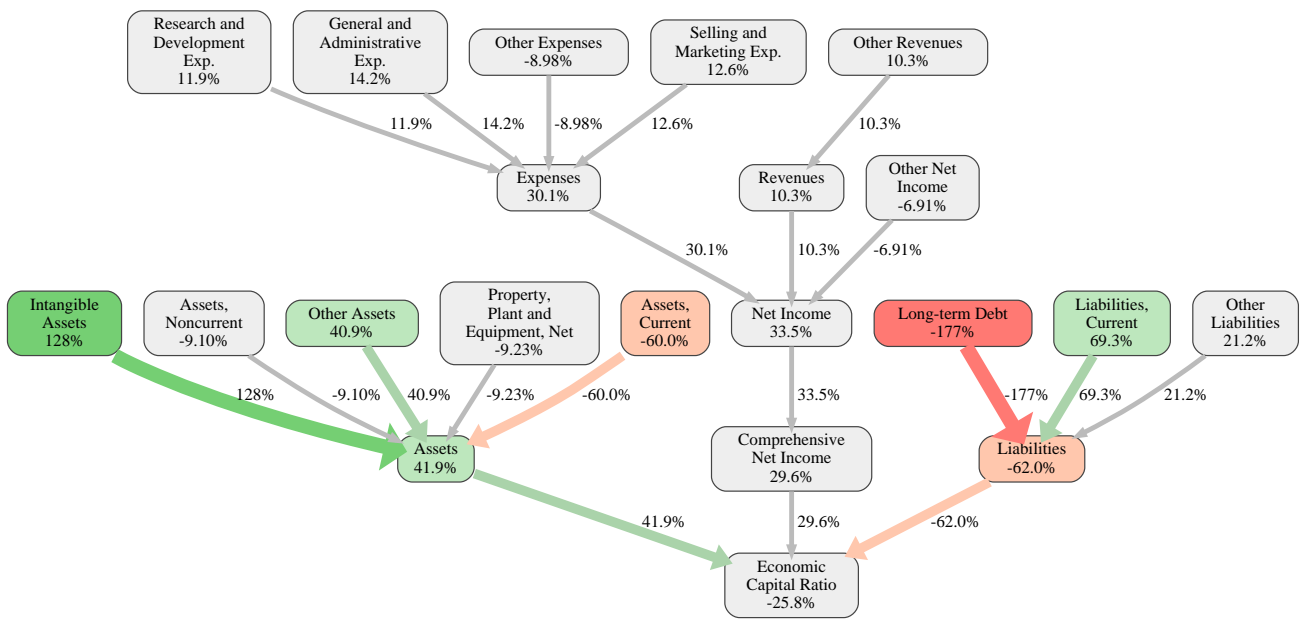 Research and
Development
Exp.
11.9%
General and
Administrative
Exp.
14.2%
Other Expenses
-8.98%
Selling and
Marketing Exp.
12.6%
Other Revenues
10.3%
11.9%
14.2%
-8.98%
12.6%
10.3%
Expenses
30.1%
Revenues
10.3%
Other Net
Income
-6.91%
30.1%
10.3%
-6.91%
Intangible
Assets
128%
Assets,
Noncurrent
-9.10%
Other Assets
40.9%
Property,
Plant and
Equipment, Net
-9.23%
Assets,
Current
-60.0%
Net Income
33.5%
Long-term Debt
-177%
Liabilities,
Current
69.3%
Other
Liabilities
21.2%
128%
-9.10%
40.9%
-9.23%
-60.0%
33.5%
-177%
69.3%
21.2%
Assets
41.9%
Comprehensive
Net Income
29.6%
Liabilities
-62.0%
41.9%
29.6%
-62.0%
Economic
Capital Ratio
-25.8%